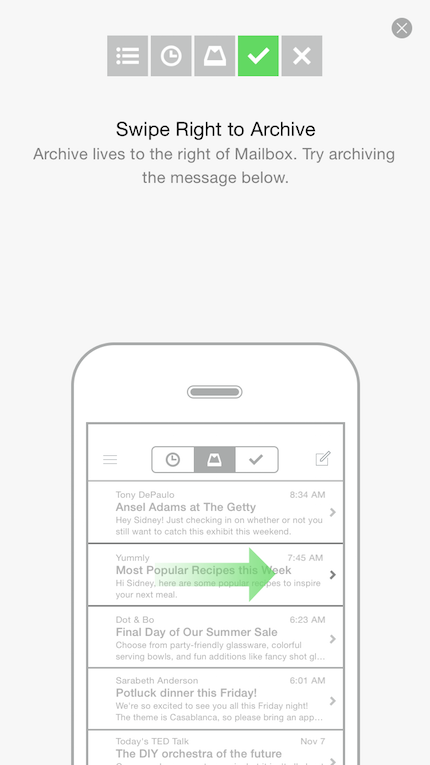 Swipe Right to Archive
Archive lives to the right of Mailbox. Try archiving
the message below.
Tony DePaulo 8:34 AM
Ansel Adams at The Getty
Hey Sidney! Just checking in on whether or not you
still want to catch this exhibit this weekend.
Yummly 7:45 AM
Most Popular Recipes this Week
Hi Sidney, here are some popular recipes to inspire
your next meal.
Dot & Bo 6:23 AM
Final Day of Our Summer Sale
Choose from party-friendly glassware, colorful
serving bowls, and fun additions like fancy shot gl...
Sarabeth Anderson 6:01 AM
Potluck dinner this Friday!
We're so excited to see you all this Friday night!
The theme is Casablanca, so please bring an app...
Today's TED Talk Nov 7
The DIY orchestra of the future